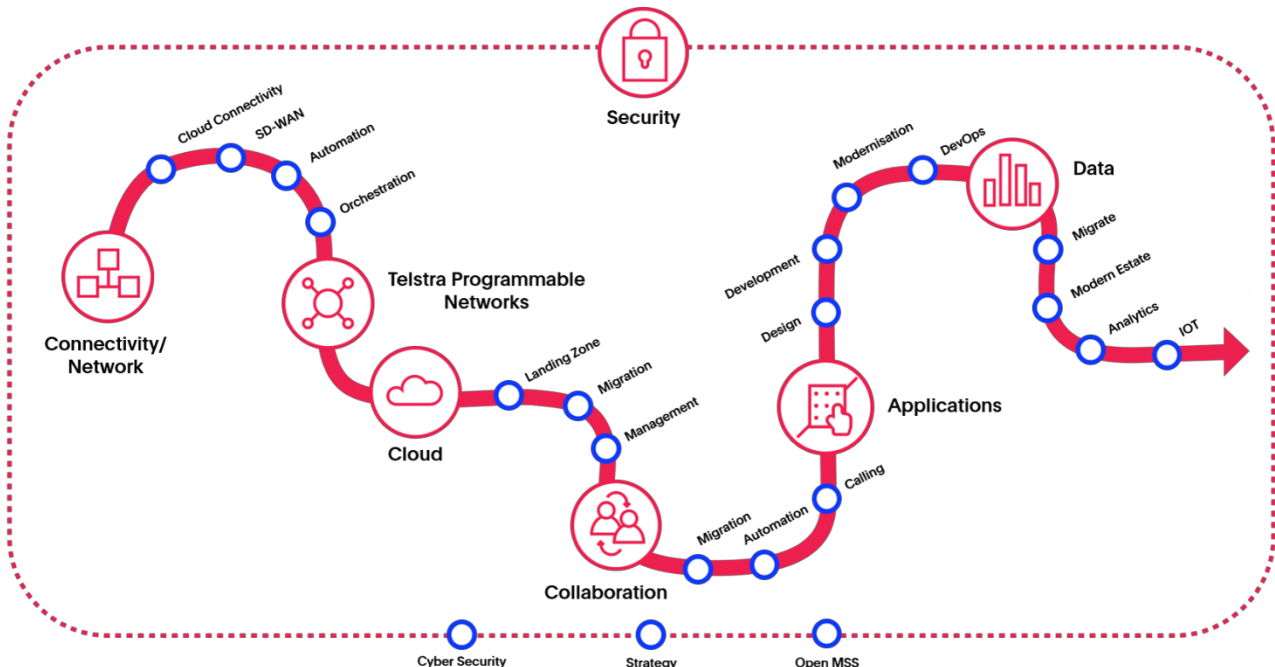 Security
Cloud Connectivity
SD-WAN
Automation
Orchestration
Connectivity/
Network
Telstra Programmable
Networks
Cloud
Landing Zone
Migration
Management
Collaboration
Migration
Automation
Calling
Applications
Design
Development
Modernisation
DevOps
Data
Migrate
Modern Estate
Analytics
IOT
Cyber Security
Strategy
Open MSS